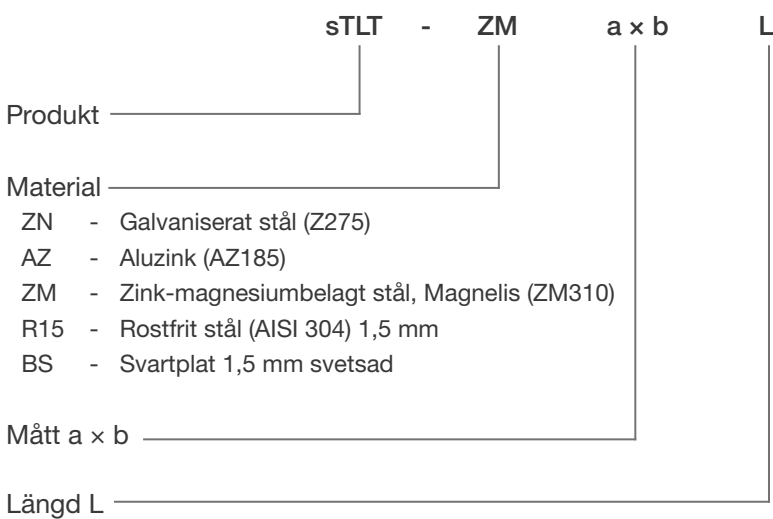 sTLT - ZM a × b L
Produkt
Material
ZN - Galvaniserat stål (Z275)
AZ - Aluzink (AZ185)
ZM - Zink-magnesiumbelagt stål, Magnelis (ZM310)
R15 - Rostfrit stål (AISI 304) 1,5 mm
BS - Svartplat 1,5 mm svetsad
Mått a × b
Längd L